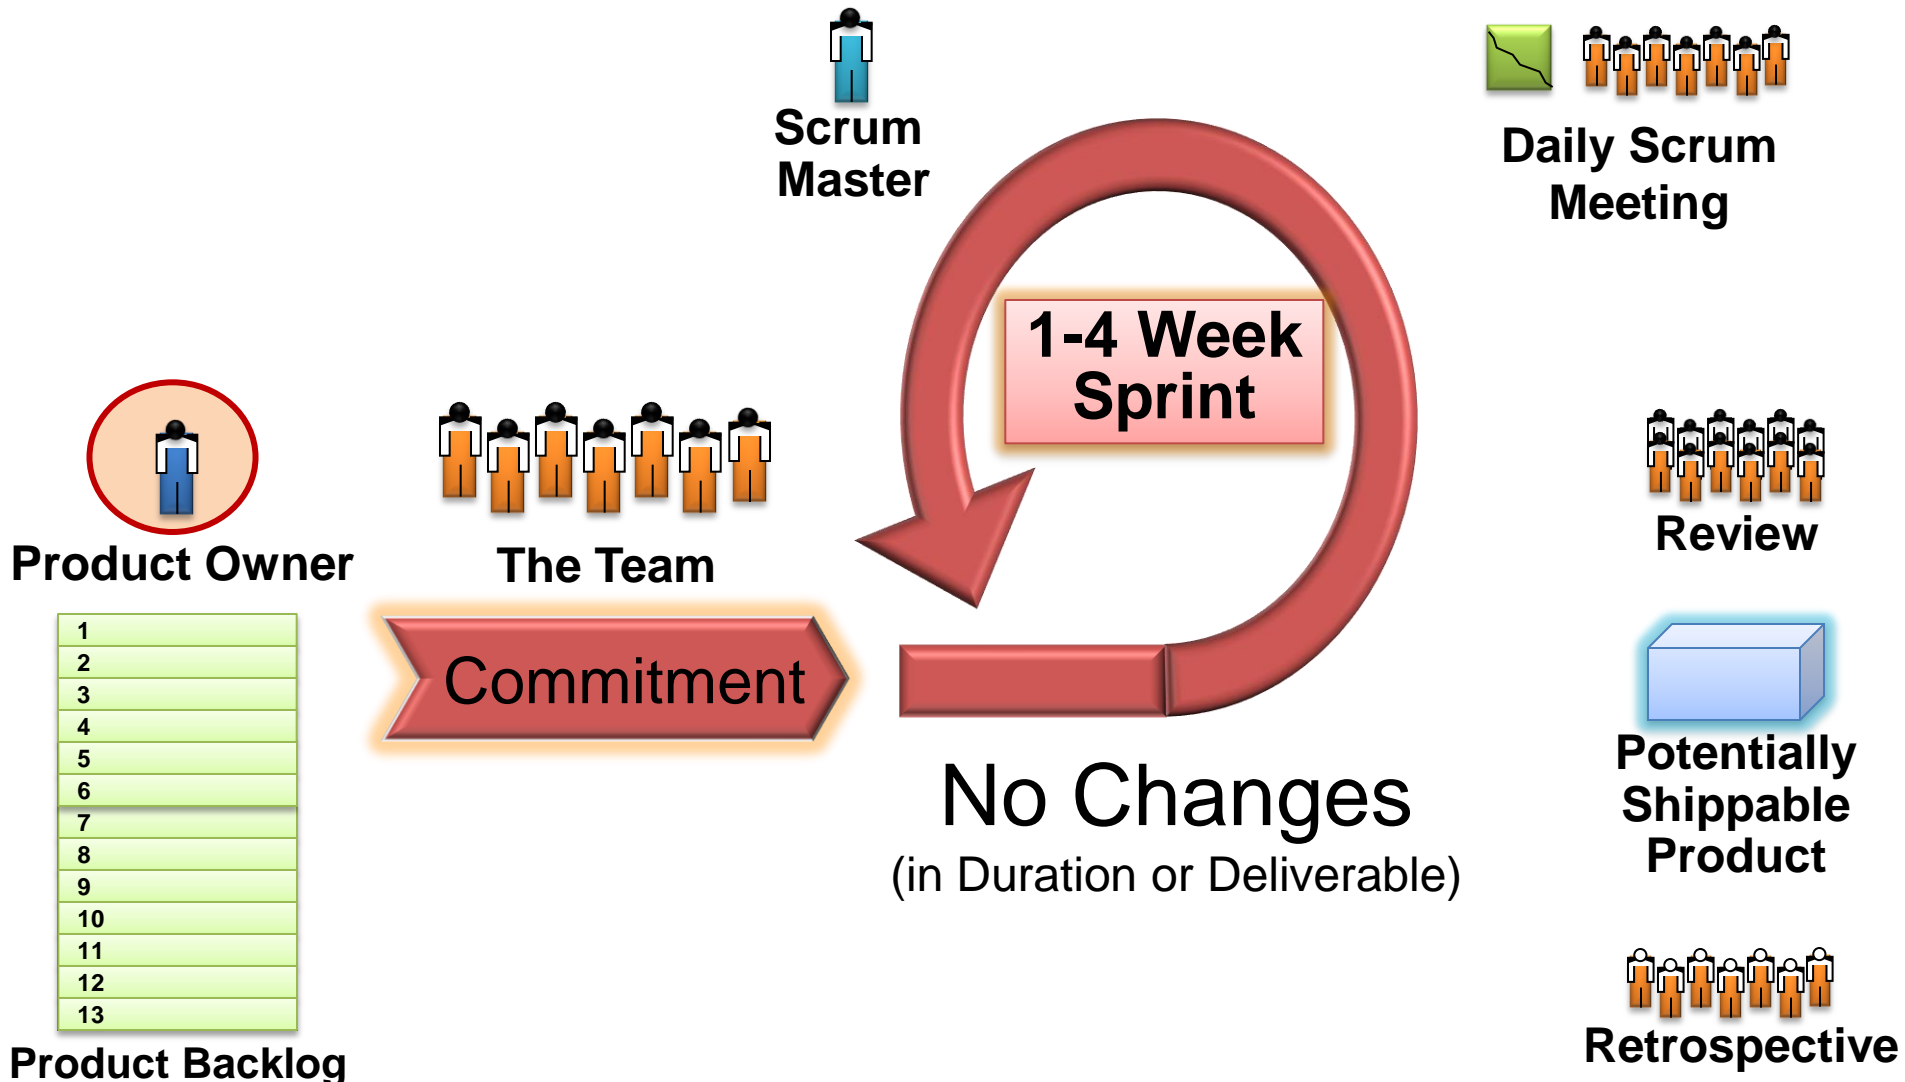 Scrum
Master
Daily Scrum
Meeting
1-4 Week
Sprint
Product Owner
The Team
Review
Commitment
1
2
3
4
5
6
7
8
9
10
11
12
13
Product Backlog
No Changes
(in Duration or Deliverable)
Potentially
Shippable
Product
Retrospective